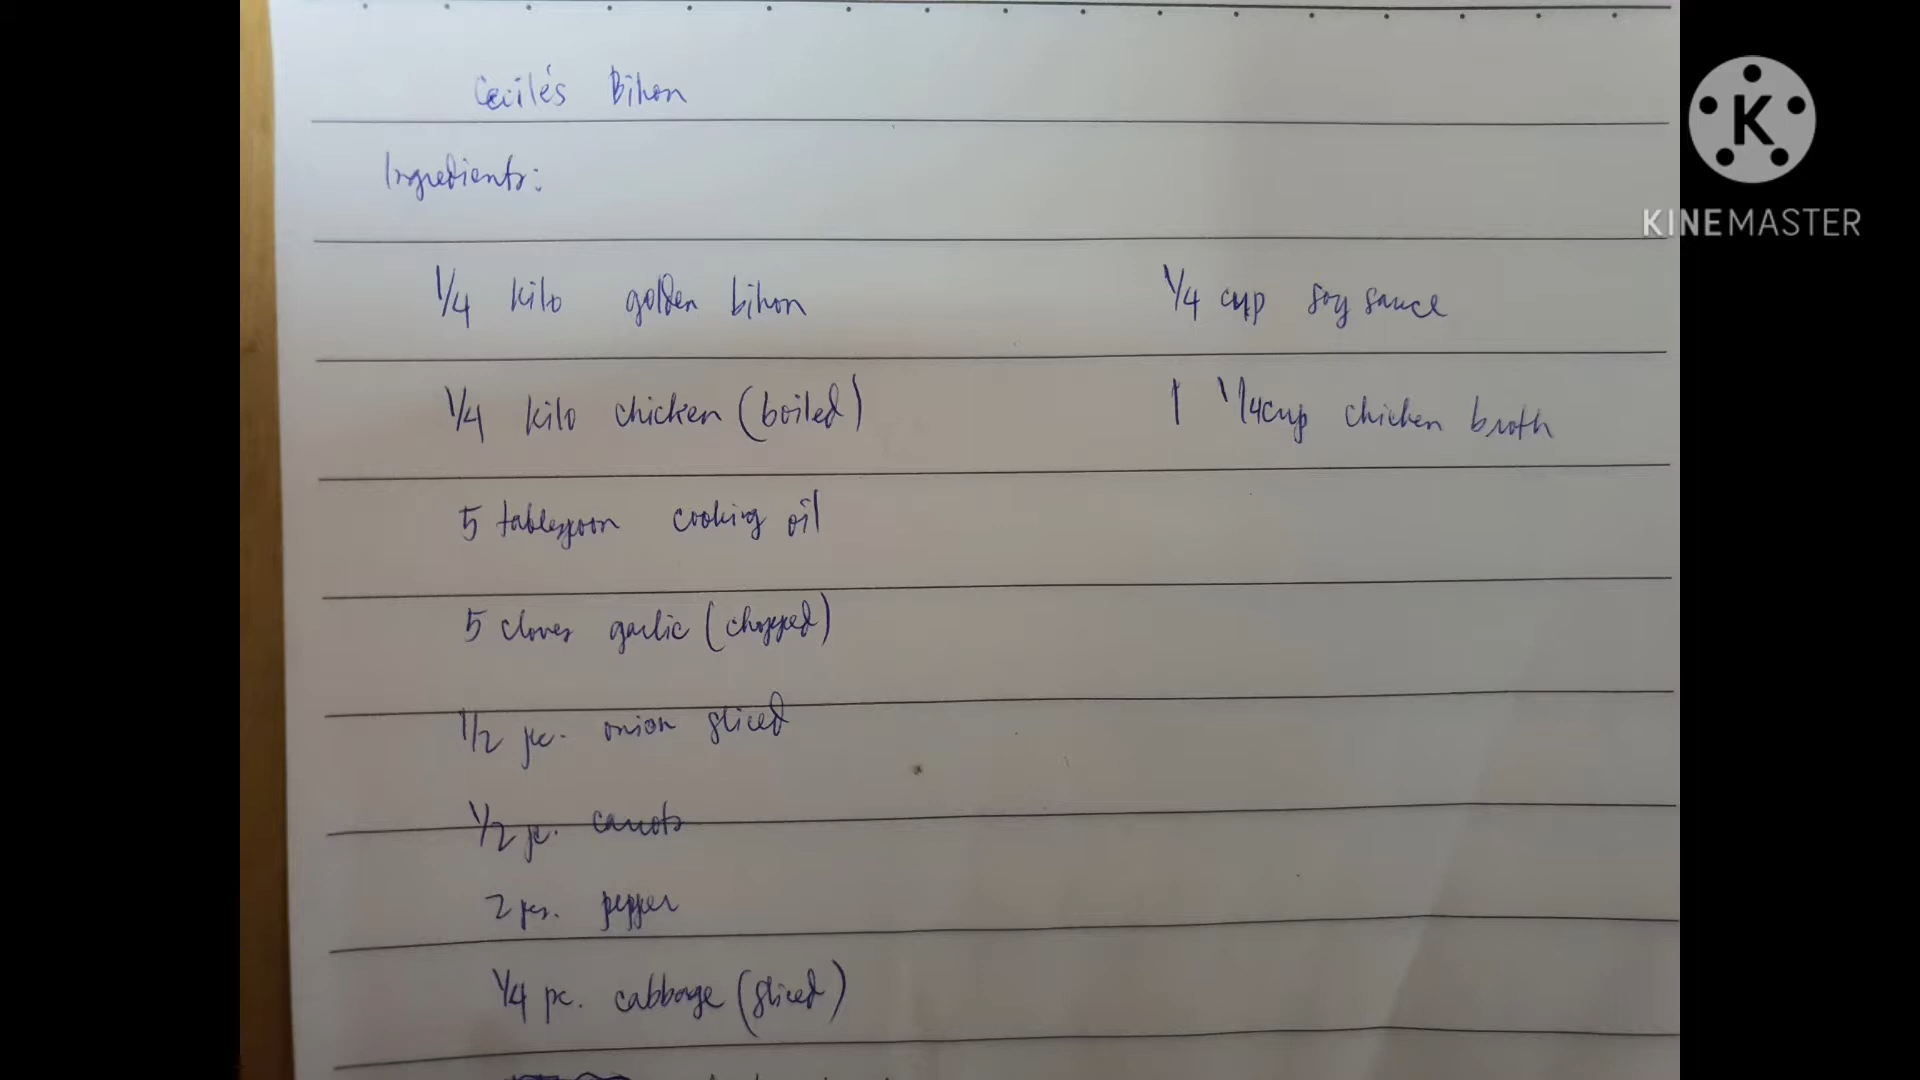 Cecile's Bihon
Ingredients:
1/4 kilo golden bihon
1/4 kilo chicken (boiled)
5 tablespoon cooking oil
5 cloves garlic (chopped)
1/2 pc. onion sliced
1/2 pc. carrots
2 pcs. pepper
1/4 pc. cabbage (sliced)
1/4 cup soy sauce
1 1/4 cup chicken broth
KINEMASTER